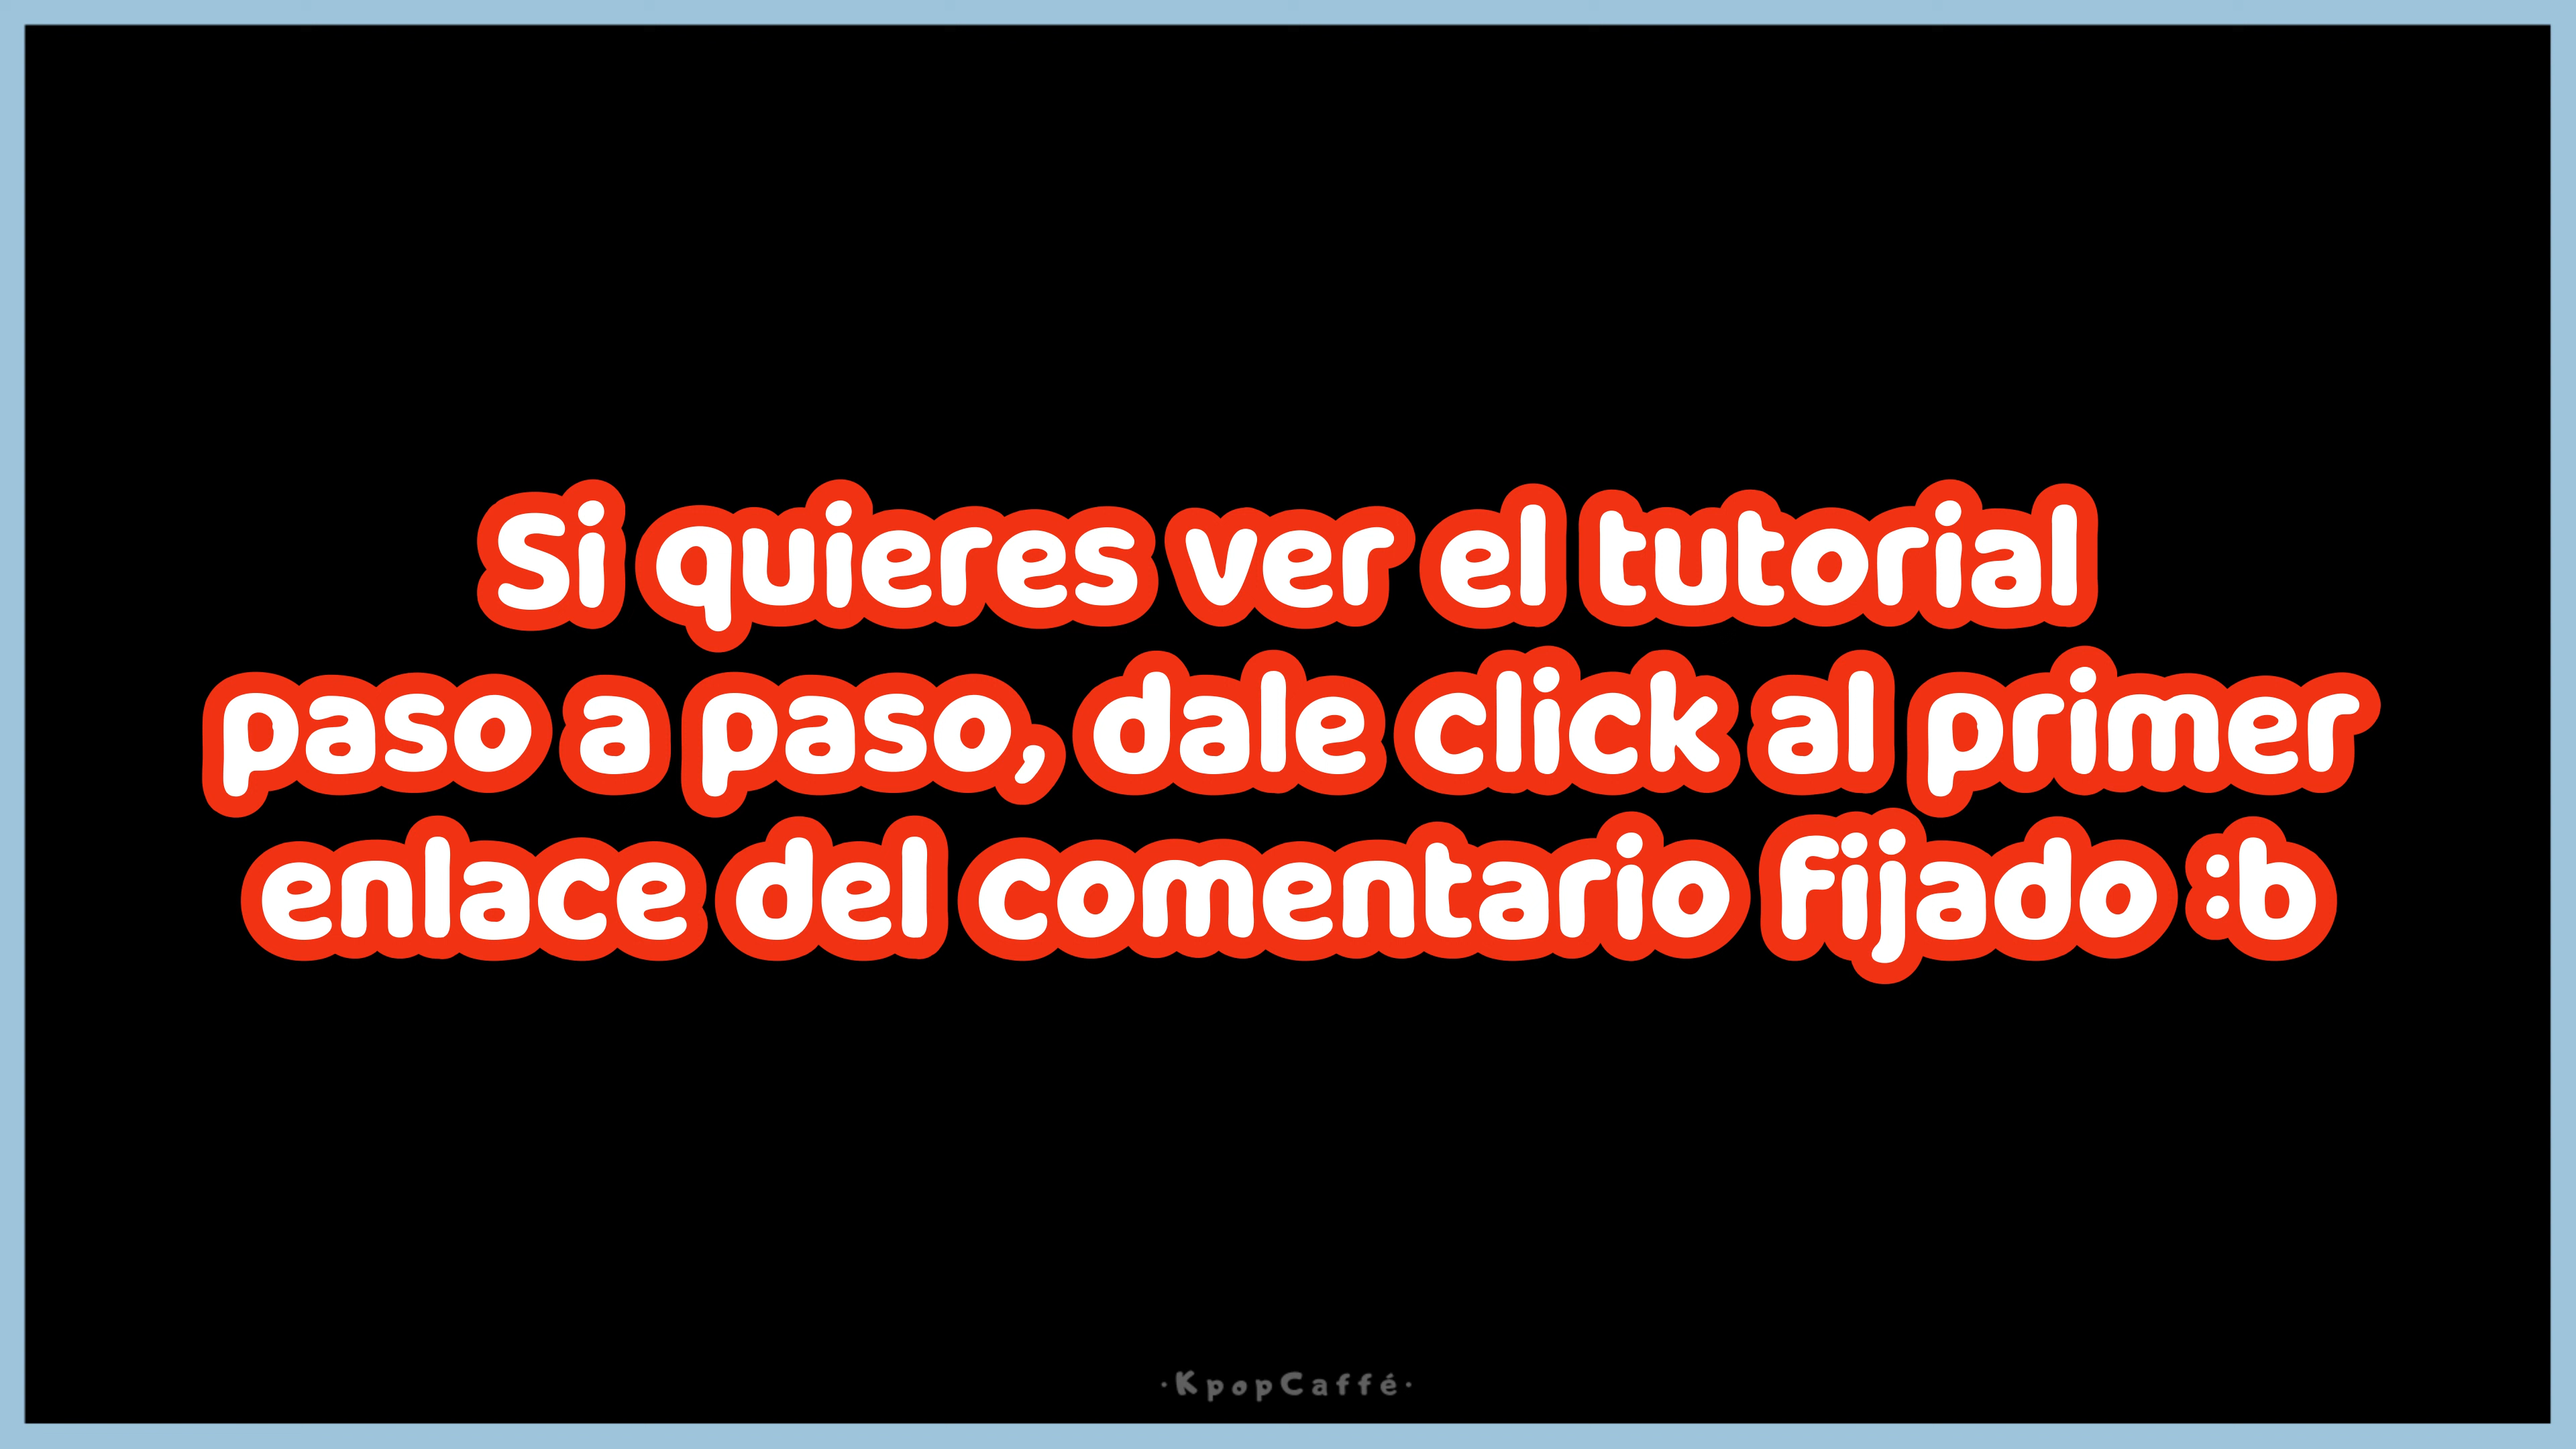 Si quieres ver el tutorial
paso a paso, dale click al primer
enlace del comentario fijado :b
·KpopCaffé·